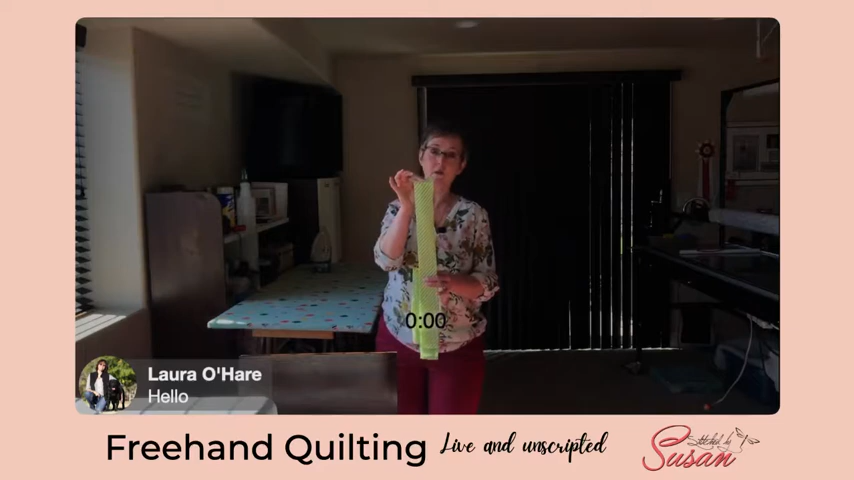 0:00
Laura O'Hare
Hello
Freehand Quilting Live and unscripted
Stitched by
Susan